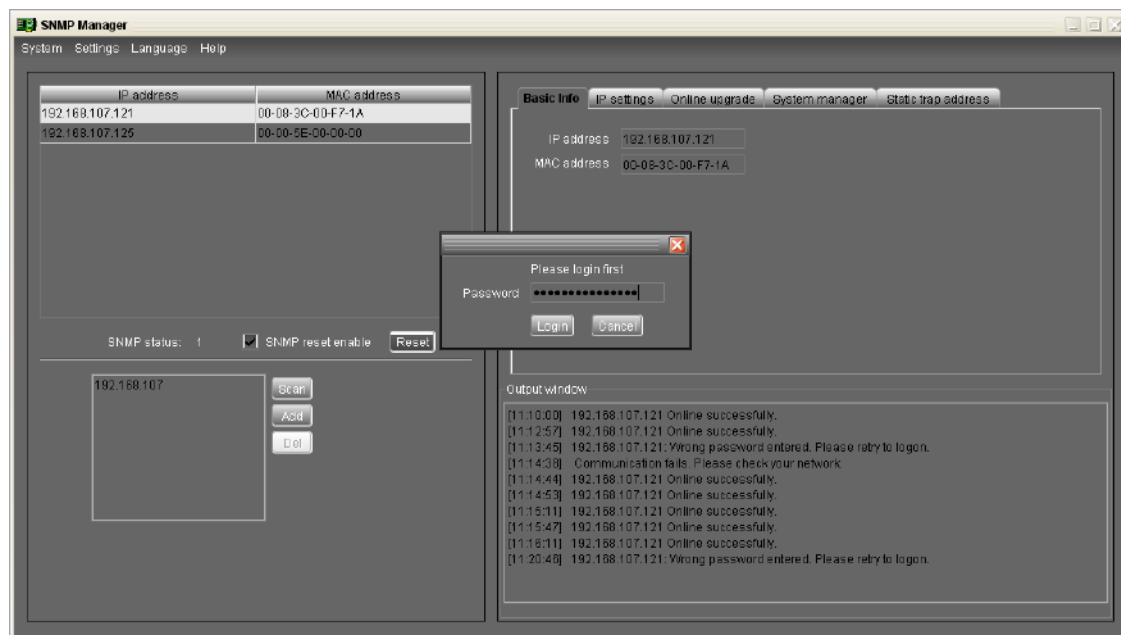 SNMP Manager
System Settings Language Help
IP address MAC address
192.168.107.121 00-08-3C-00-F7-1A
192.168.107.125 00-00-5E-00-00-00
SNMP status: 1 SNMP reset enable Reset
192.168.107
Scan
Add
Del
Basic Info IP settings Online upgrade System manager Static trap address
IP address 192.168.107.121
MAC address 00-08-3C-00-F7-1A
Please login first
Password ●●●●●●●●●●●●●●●
Login Cancel
Output window
[11:10:00] 192.168.107.121 Online successfully.
[11:12:57] 192.168.107.121 Online successfully.
[11:13:45] 192.168.107.121: Wrong password entered. Please retry to logon.
[11:14:38] Communication fails. Please check your network
[11:14:44] 192.168.107.121 Online successfully.
[11:14:53] 192.168.107.121 Online successfully.
[11:15:11] 192.168.107.121 Online successfully.
[11:15:47] 192.168.107.121 Online successfully.
[11:16:11] 192.168.107.121 Online successfully.
[11:20:46] 192.168.107.121: Wrong password entered. Please retry to logon.